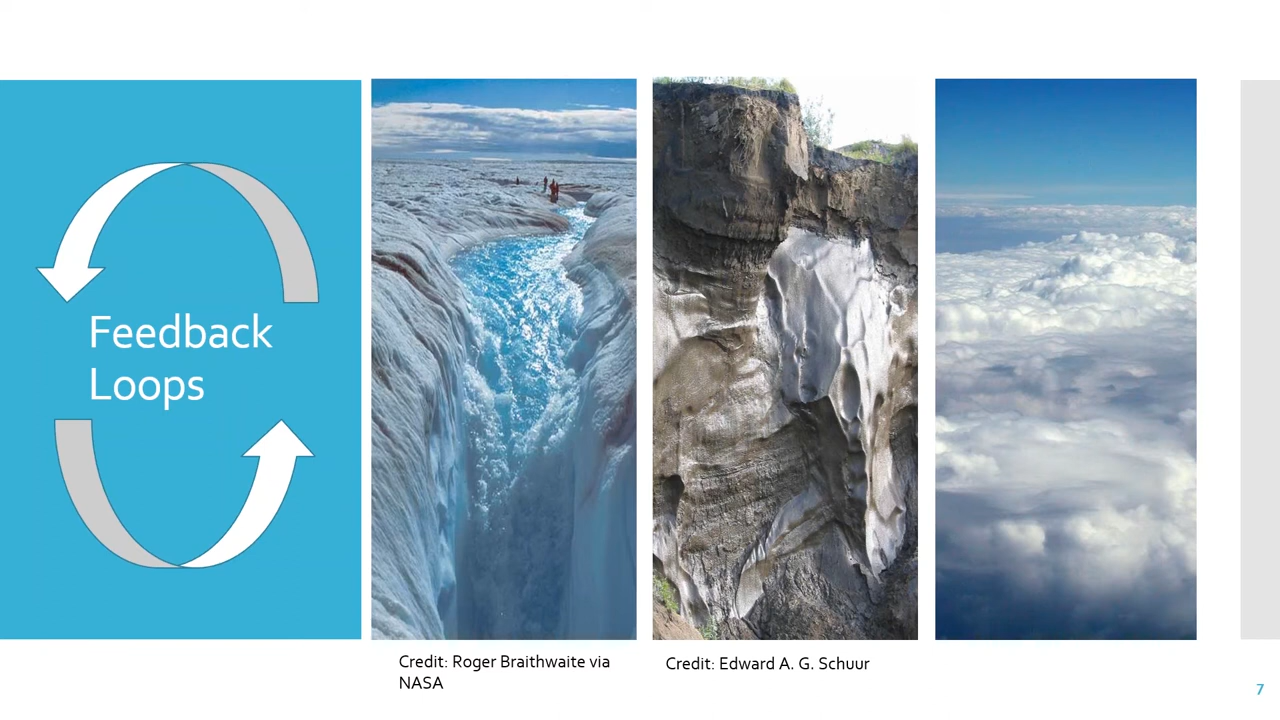 Feedback
Loops
Credit: Roger Braithwaite via
NASA
Credit: Edward A. G. Schuur
7